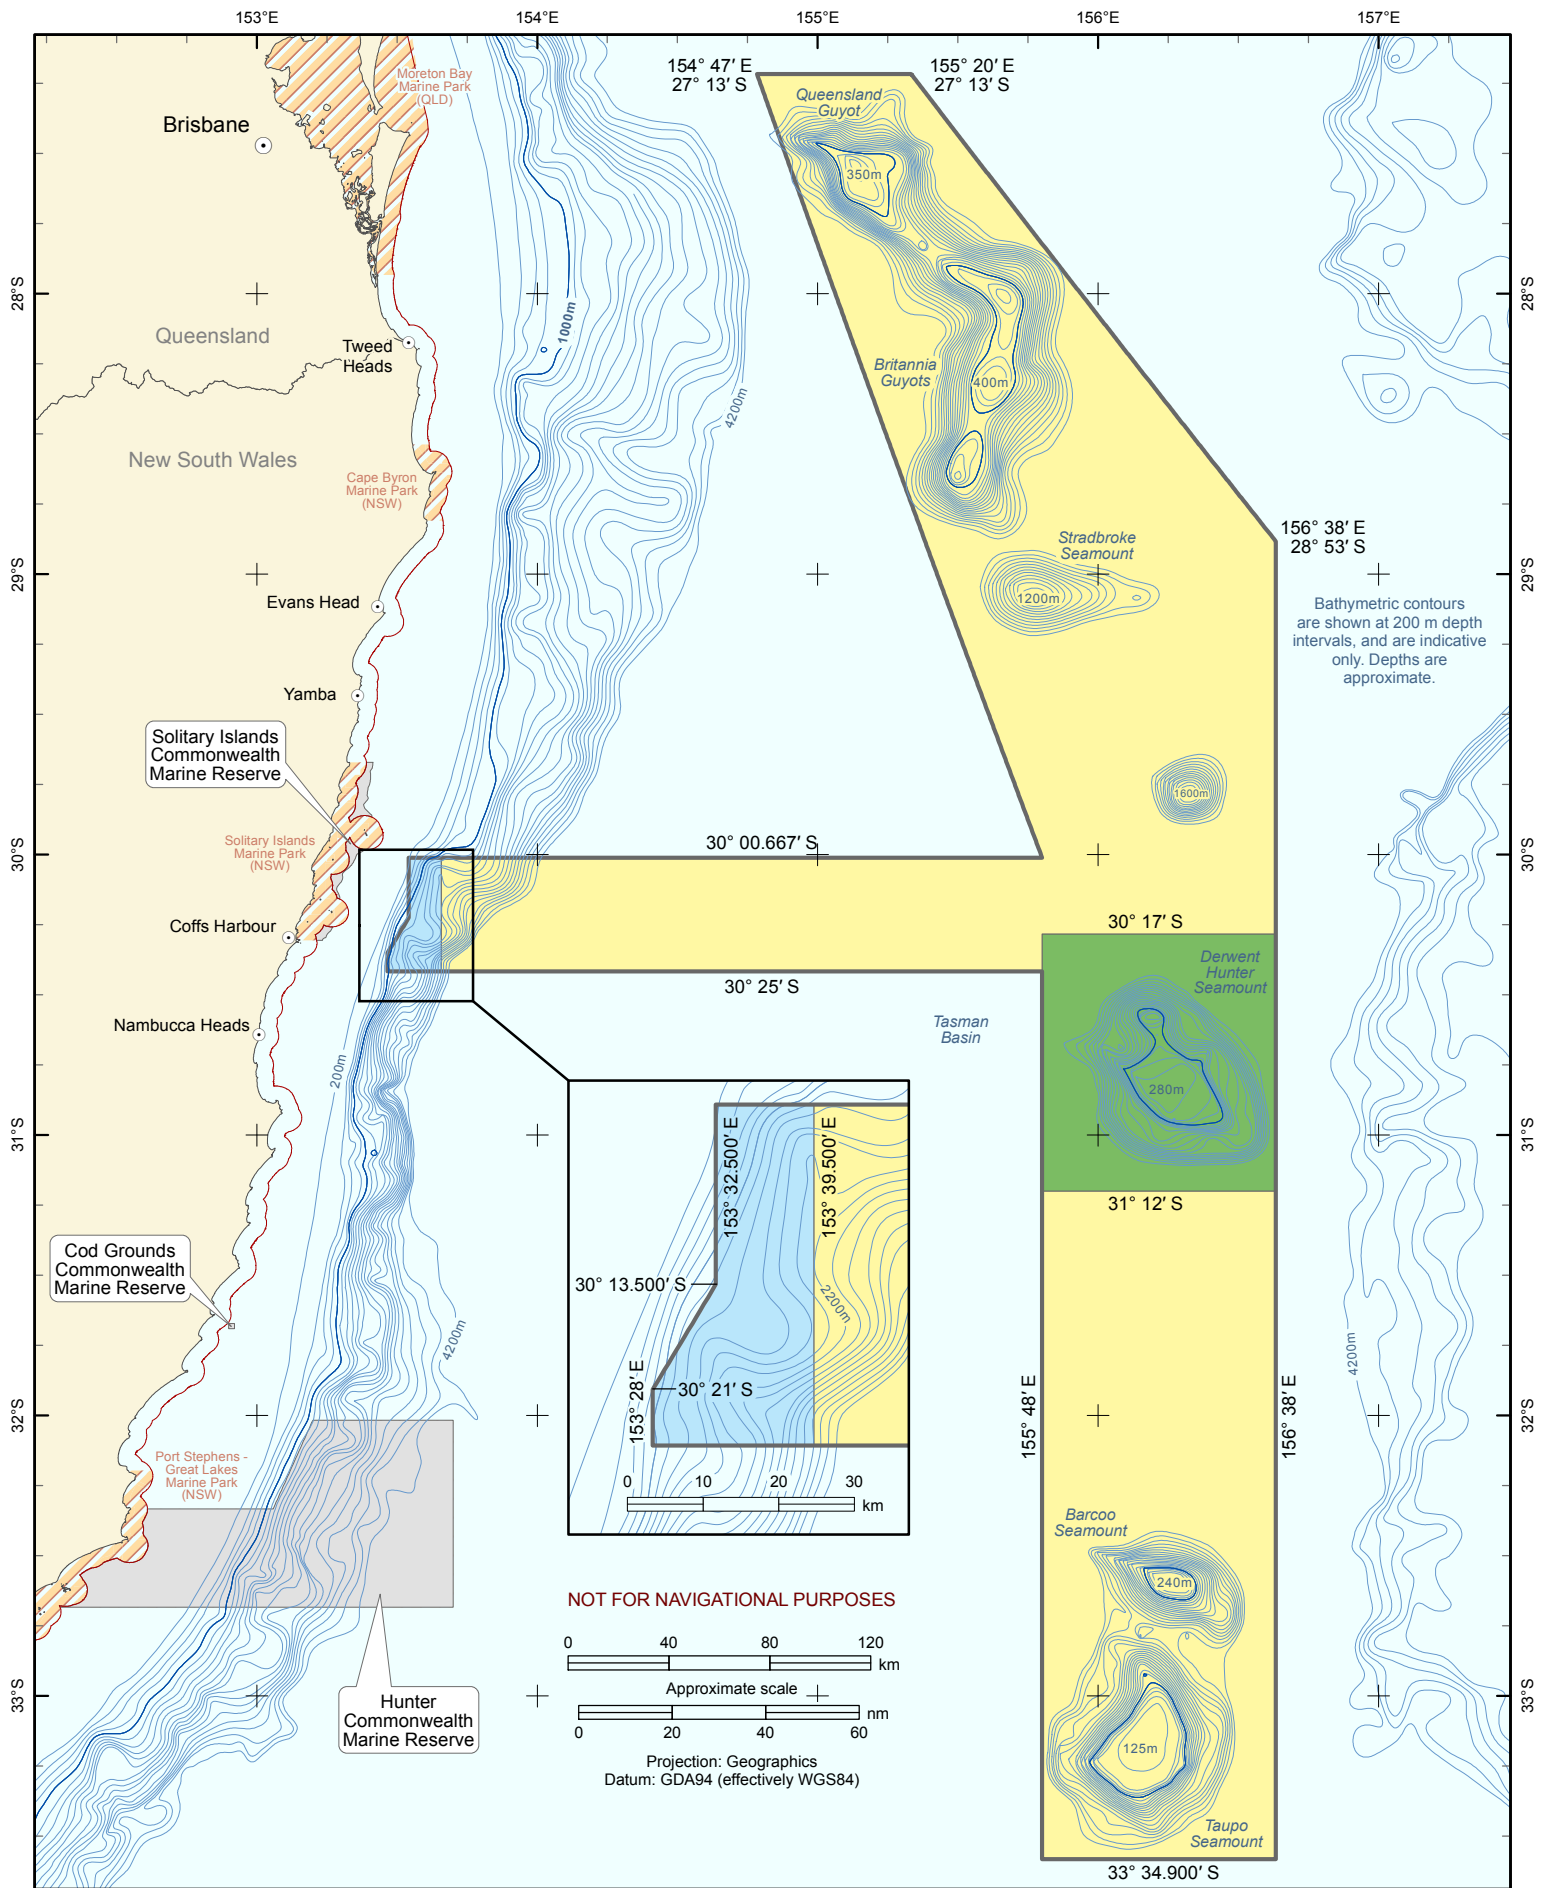 153°E
154°E
155°E
156°E
157°E
154° 47′ E
27° 13′ S
155° 20′ E
27° 13′ S
Moreton Bay
Marine Park
(QLD)
Queensland
Guyot
Brisbane
350m
28°S
28°S
1000m
Queensland
Tweed
Heads
Britannia
Guyots
400m
4200m
New South Wales
Cape Byron
Marine Park
(NSW)
156° 38′ E
28° 53′ S
Stradbroke
Seamount
29°S
29°S
1200m
Evans Head
Bathymetric contours
are shown at 200 m depth
intervals, and are indicative
only. Depths are
approximate.
Yamba
Solitary Islands
Commonwealth
Marine Reserve
1600m
Solitary Islands
Marine Park
(NSW)
30° 00.667′ S
30°S
30°S
Coffs Harbour
30° 17′ S
Derwent
Hunter
Seamount
30° 25′ S
Nambucca Heads
Tasman
Basin
200m
280m
31°S
31°S
153° 32.500′ E
153° 39.500′ E
31° 12′ S
Cod Grounds
Commonwealth
Marine Reserve
30° 13.500′ S
2200m
4200m
4200m
30° 21′ S
153° 28′ E
155° 48′ E
156° 38′ E
32°S
32°S
Port Stephens -
Great Lakes
Marine Park
(NSW)
0 10 20 30
km
Barcoo
Seamount
240m
NOT FOR NAVIGATIONAL PURPOSES
0 40 80 120
km
Approximate scale
nm
0 20 40 60
Hunter
Commonwealth
Marine Reserve
33°S
33°S
125m
Projection: Geographics
Datum: GDA94 (effectively WGS84)
Taupo
Seamount
33° 34.900′ S